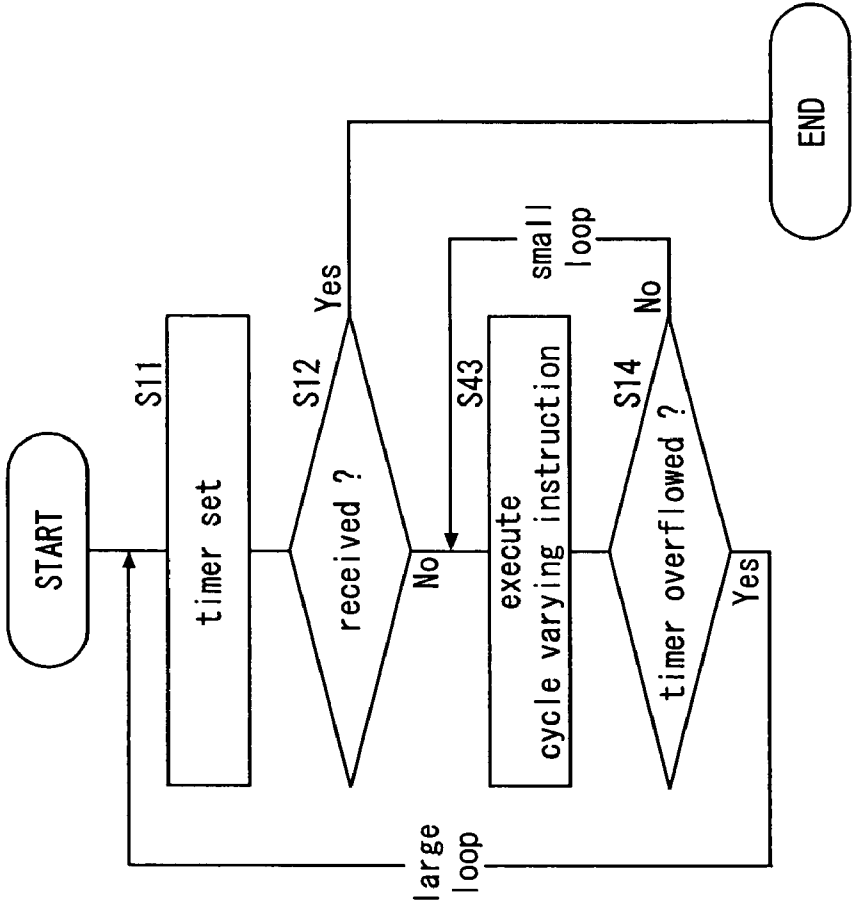 START
S11
timer set
S12
received ?
Yes
No
small
loop
S43
execute
cycle varying instruction
S14
timer overflowed ?
No
Yes
large
loop
END